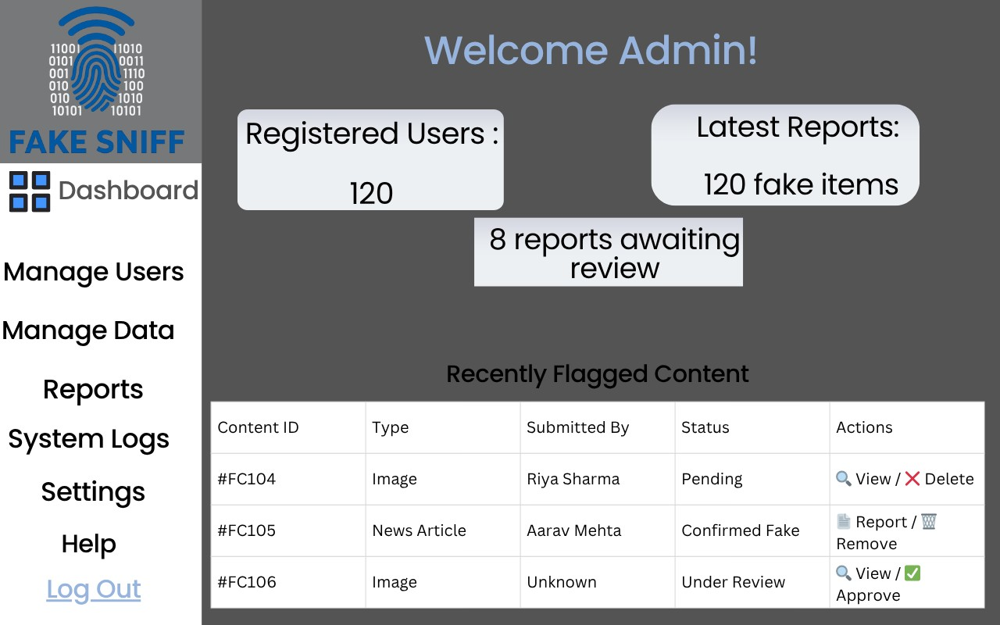 11001 11010
0101 0011
001 1110
010 100
010 1010
10101 10101
FAKE SNIFF
Dashboard
Manage Users
Manage Data
Reports
System Logs
Settings
Help
Log Out
Welcome Admin!
Registered Users :
120
Latest Reports:
120 fake items
8 reports awaiting
review
Recently Flagged Content
Content ID Type Submitted By Status Actions
#FC104 Image Riya Sharma Pending 🔍 View / ❌ Delete
#FC105 News Article Aarav Mehta Confirmed Fake 📄 Report / 🗑️
Remove
#FC106 Image Unknown Under Review 🔍 View / ✅
Approve